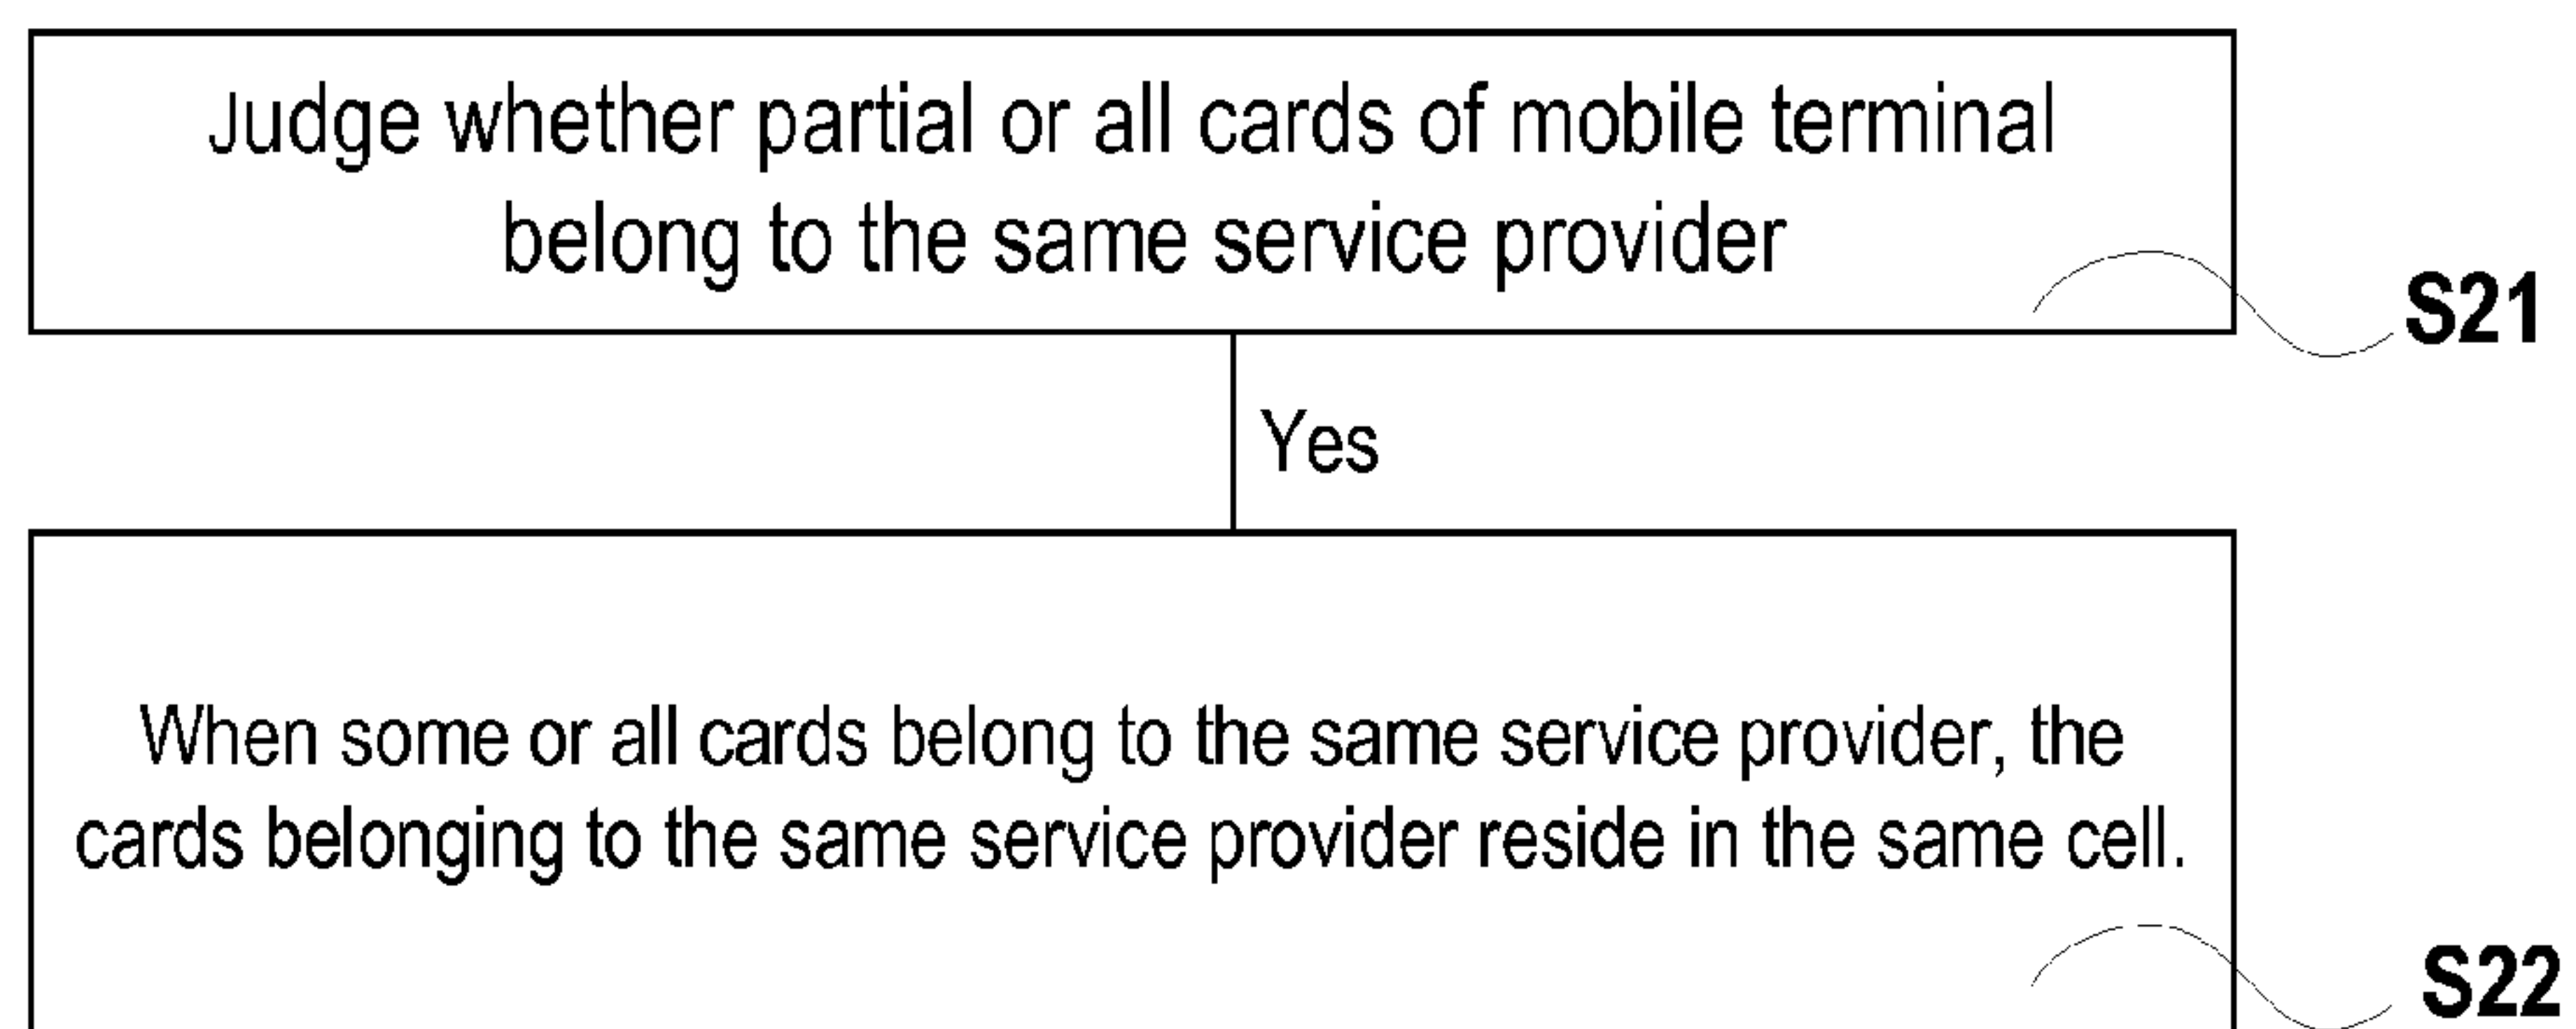 Judge whether partial or all cards of mobile terminal
belong to the same service provider
S21
Yes
When some or all cards belong to the same service provider, the
cards belonging to the same service provider reside in the same cell.
S22